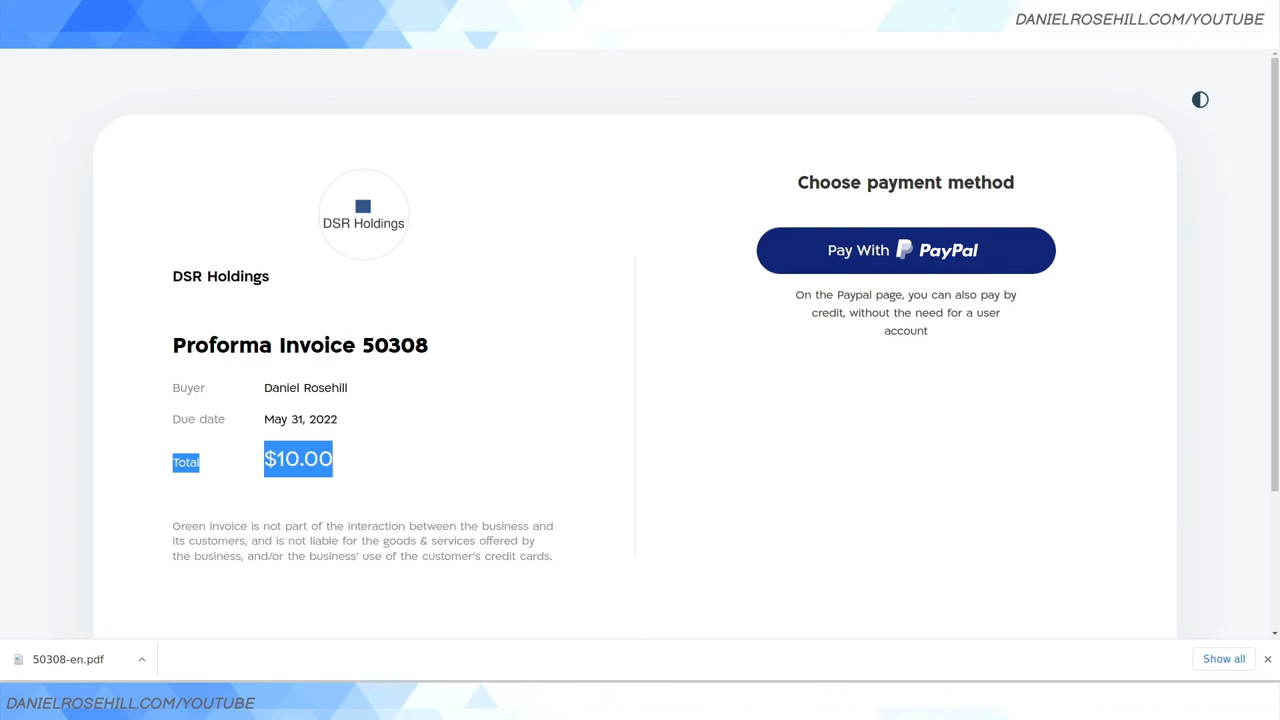 DANIELROSEHILL.COM/YOUTUBE
DSR Holdings
DSR Holdings
Proforma Invoice 50308
Buyer Daniel Rosehill
Due date May 31, 2022
Total $10.00
Green invoice is not part of the interaction between the business and
its customers, and is not liable for the goods & services offered by
the business, and/or the business' use of the customer's credit cards.
Choose payment method
Pay With PayPal
On the Paypal page, you can also pay by
credit, without the need for a user
account
50308-en.pdf
Show all
DANIELROSEHILL.COM/YOUTUBE